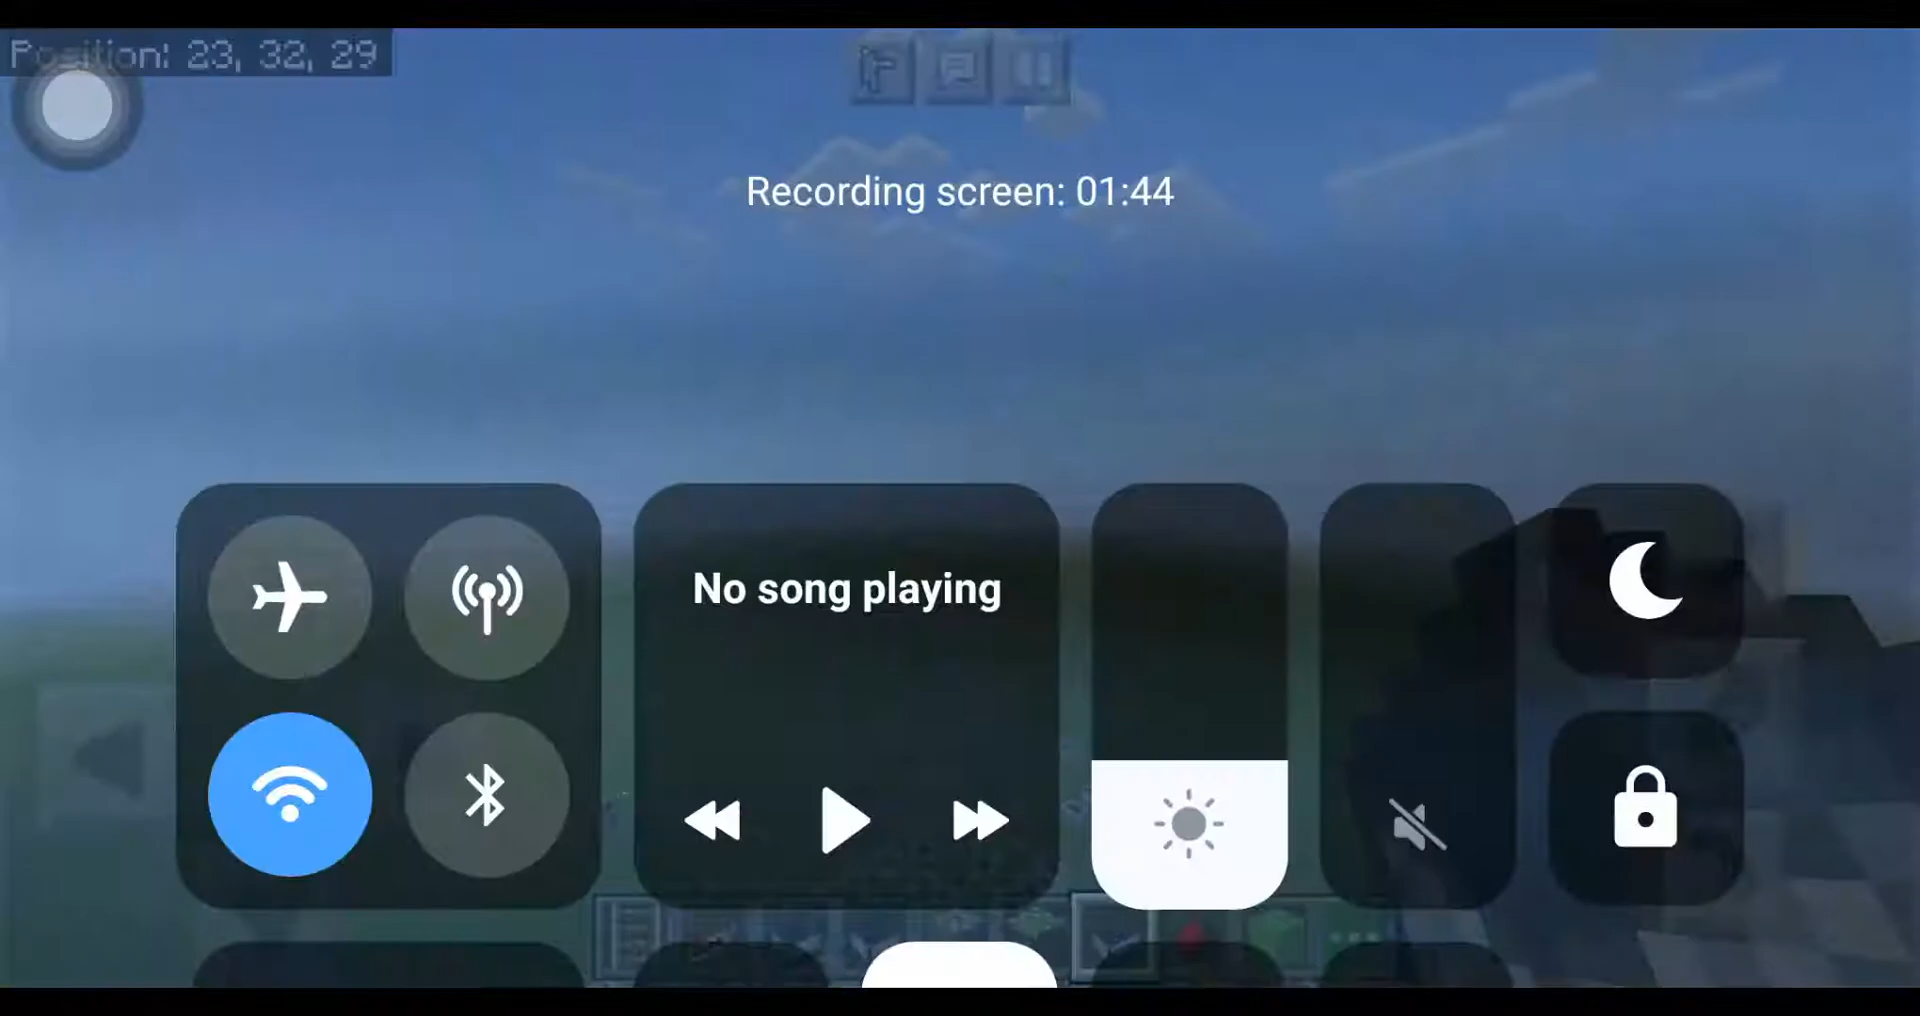 Position: 23, 32, 29
Recording screen: 01:44
No song playing